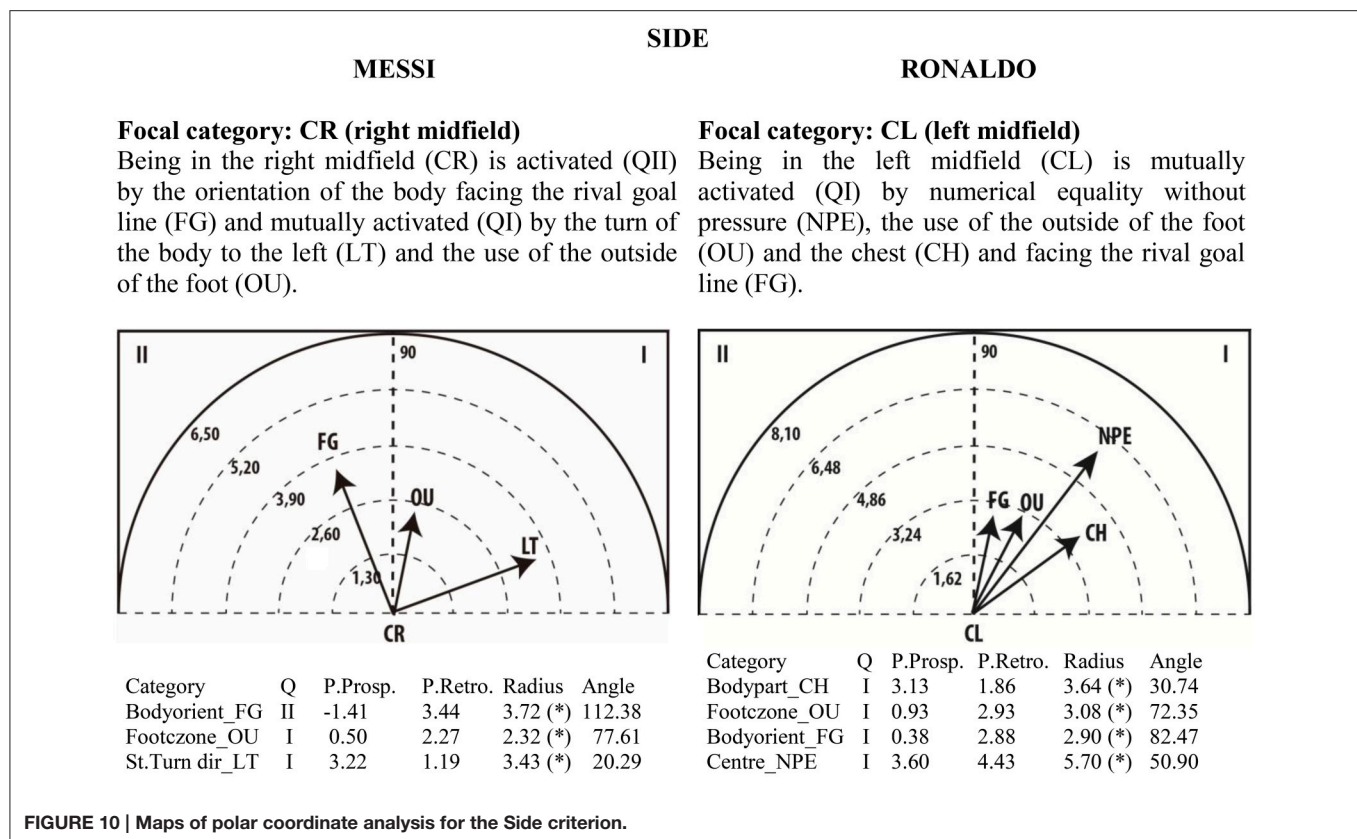 SIDE
MESSI
Focal category: CR (right midfield)
Being in the right midfield (CR) is activated (QII)
by the orientation of the body facing the rival goal
line (FG) and mutually activated (QI) by the turn of
the body to the left (LT) and the use of the outside
of the foot (OU).
II
90
I
6,50
5,20
3,90
2,60
1,30
FG
OU
LT
CR
Category Q P.Prosp. P.Retro. Radius Angle
Bodyorient_FG II -1.41 3.44 3.72 (*) 112.38
Footczone_OU I 0.50 2.27 2.32 (*) 77.61
St.Turn dir_LT I 3.22 1.19 3.43 (*) 20.29
RONALDO
Focal category: CL (left midfield)
Being in the left midfield (CL) is mutually
activated (QI) by numerical equality without
pressure (NPE), the use of the outside of the foot
(OU) and the chest (CH) and facing the rival goal
line (FG).
II
90
I
8,10
6,48
4,86
3,24
1,62
NPE
FG OU
CH
CL
Category Q P.Prosp. P.Retro. Radius Angle
Bodypart_CH I 3.13 1.86 3.64 (*) 30.74
Footczone_OU I 0.93 2.93 3.08 (*) 72.35
Bodyorient_FG I 0.38 2.88 2.90 (*) 82.47
Centre_NPE I 3.60 4.43 5.70 (*) 50.90
FIGURE 10 | Maps of polar coordinate analysis for the Side criterion.